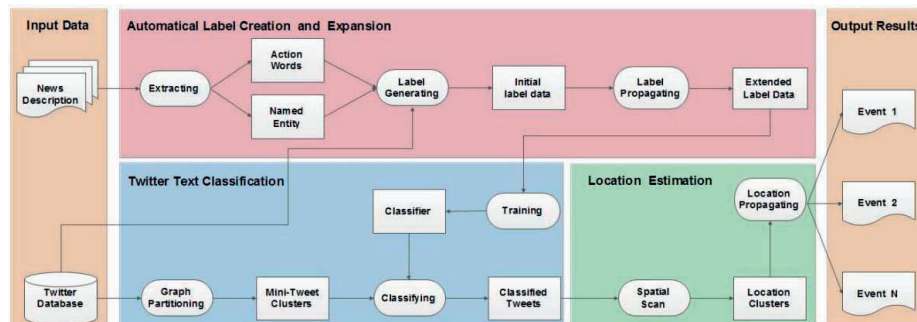 Input Data
News
Description
Twitter
Database
Automatical Label Creation and Expansion
Extracting
Action
Words
Named
Entity
Label
Generating
Initial
label data
Label
Propagating
Extended
Label Data
Twitter Text Classification
Classifier
Training
Graph
Partitioning
Mini-Tweet
Clusters
Classifying
Classified
Tweets
Location Estimation
Location
Propagating
Spatial
Scan
Location
Clusters
Output Results
Event 1
Event 2
Event N